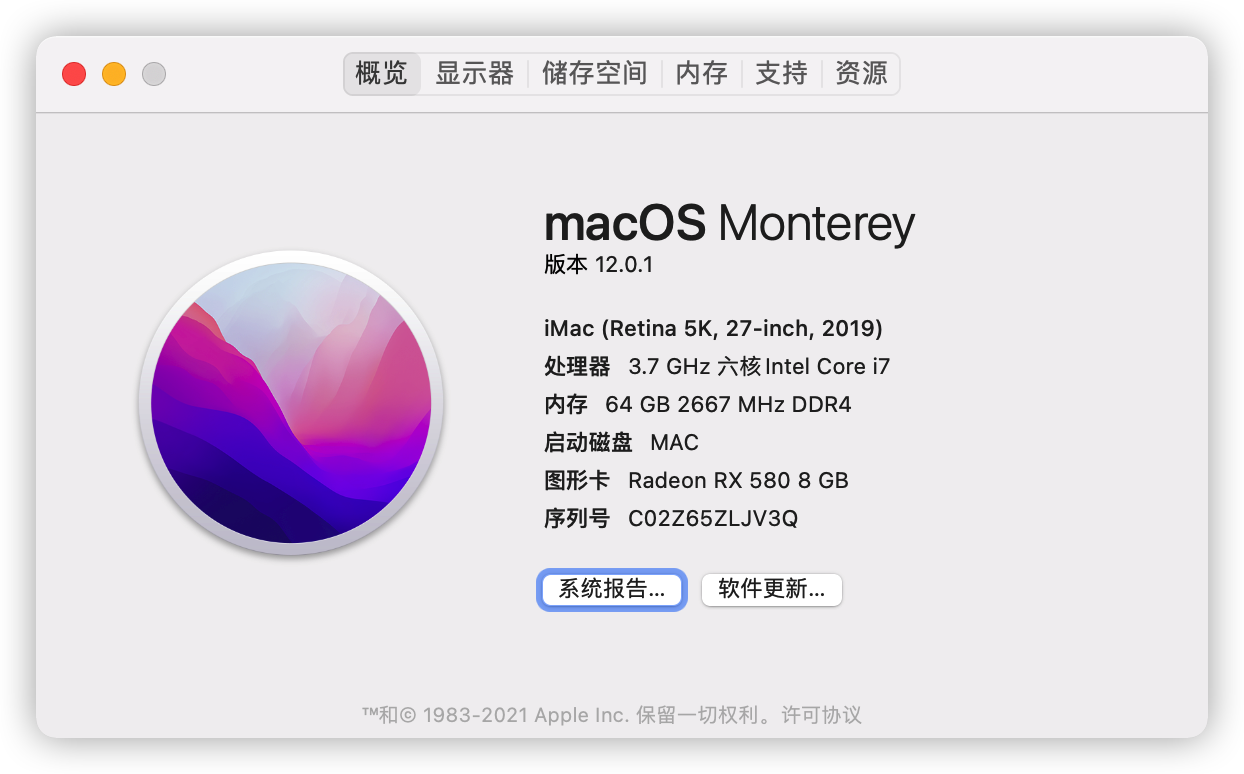 概览 显示器 储存空间 内存 支持 资源
macOS Monterey
版本 12.0.1
iMac (Retina 5K, 27-inch, 2019)
处理器 3.7 GHz 六核Intel Core i7
内存 64 GB 2667 MHz DDR4
启动磁盘 MAC
图形卡 Radeon RX 580 8 GB
序列号 C02Z65ZLJV3Q
系统报告... 软件更新...
™和© 1983-2021 Apple Inc. 保留一切权利。许可协议